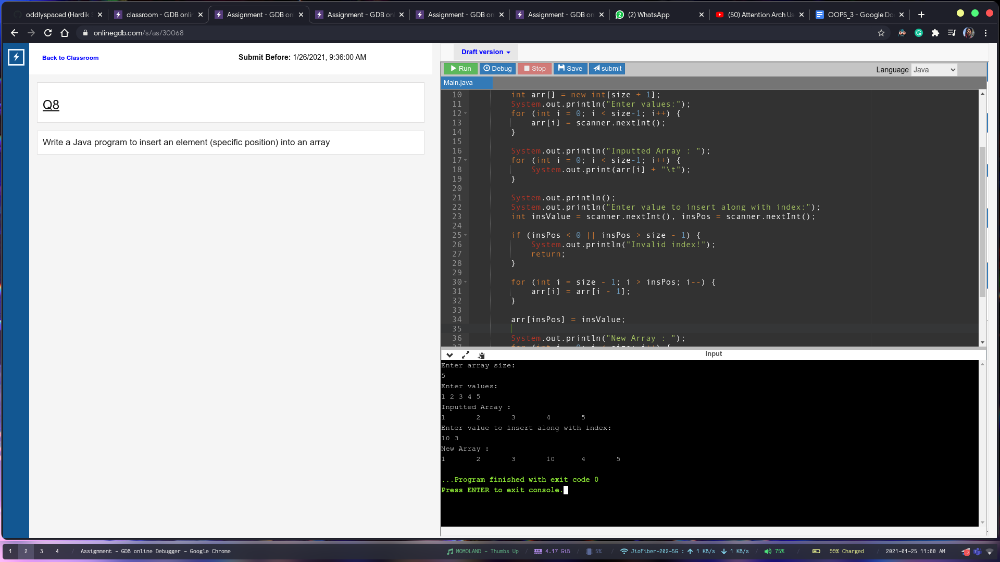 oddlyspaced (Hardik S
classroom - GDB onlin
Assignment - GDB on
Assignment - GDB on
Assignment - GDB on
Assignment - GDB on
(2) WhatsApp
(50) Attention Arch Us
OOPS_3 - Google Do
onlinegdb.com/s/as/30068
Back to Classroom
Submit Before: 1/26/2021, 9:36:00 AM
Q8
Write a Java program to insert an element (specific position) into an array
Draft version
Run
Debug
Stop
Save
submit
Language Java
Main.java
10 int arr[] = new int[size + 1];
11 System.out.println("Enter values:");
12 for (int i = 0; i < size-1; i++) {
13 arr[i] = scanner.nextInt();
14 }
15
16 System.out.println("Inputted Array : ");
17 for (int i = 0; i < size-1; i++) {
18 System.out.print(arr[i] + "\t");
19 }
20
21 System.out.println();
22 System.out.println("Enter value to insert along with index:");
23 int insValue = scanner.nextInt(), insPos = scanner.nextInt();
24
25 if (insPos < 0 || insPos > size - 1) {
26 System.out.println("Invalid index!");
27 return;
28 }
29
30 for (int i = size - 1; i > insPos; i--) {
31 arr[i] = arr[i - 1];
32 }
33
34 arr[insPos] = insValue;
35
36 System.out.println("New Array : ");
37 for (int i = 0; i < size; i++) {
input
Enter array size:
5
Enter values:
1 2 3 4 5
Inputted Array :
1 2 3 4 5
Enter value to insert along with index:
10 3
New Array :
1 2 3 10 4 5
...Program finished with exit code 0
Press ENTER to exit console.
1 2 3 4 / Assignment - GDB online Debugger - Google Chrome
MOMOLAND - Thumbs Up / 4.17 GiB / 5% / JioFiber-202-5G : 1 KB/s 1 KB/s / 75% / 99% Charged / 2021-01-25 11:00 AM